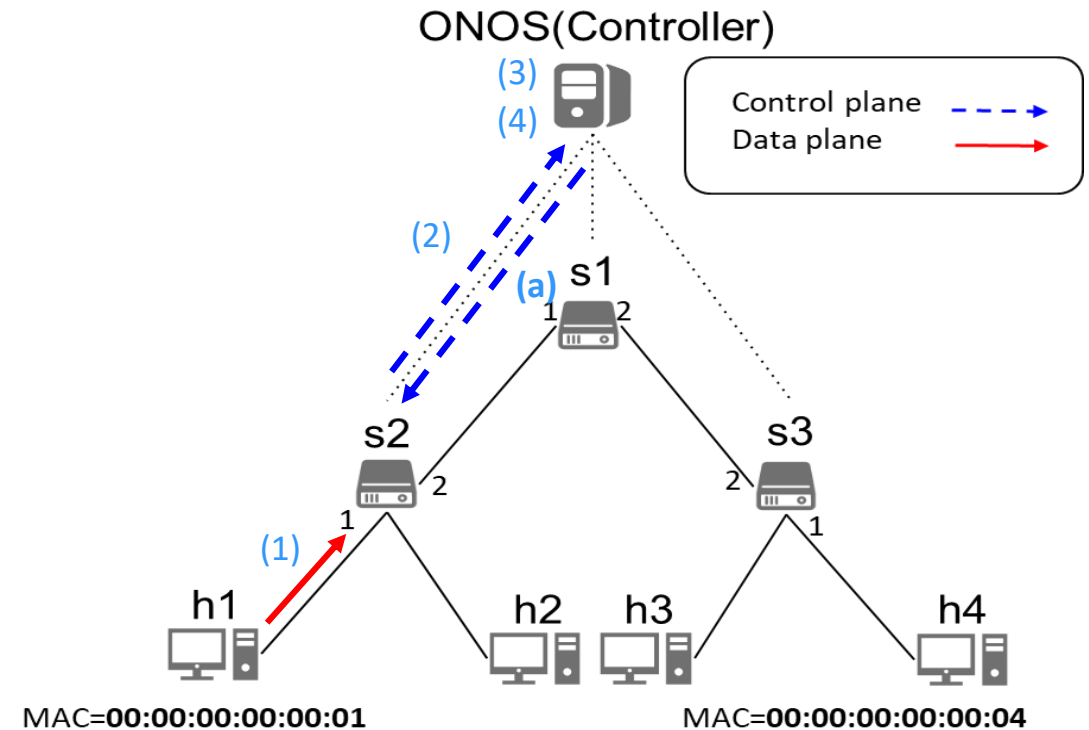 ONOS(Controller)
(3)
(4)
Control plane
Data plane
(2)
(a)
s1
1
2
s2
2
1
s3
2
1
(1)
h1
h2
h3
h4
MAC=00:00:00:00:00:01
MAC=00:00:00:00:00:04